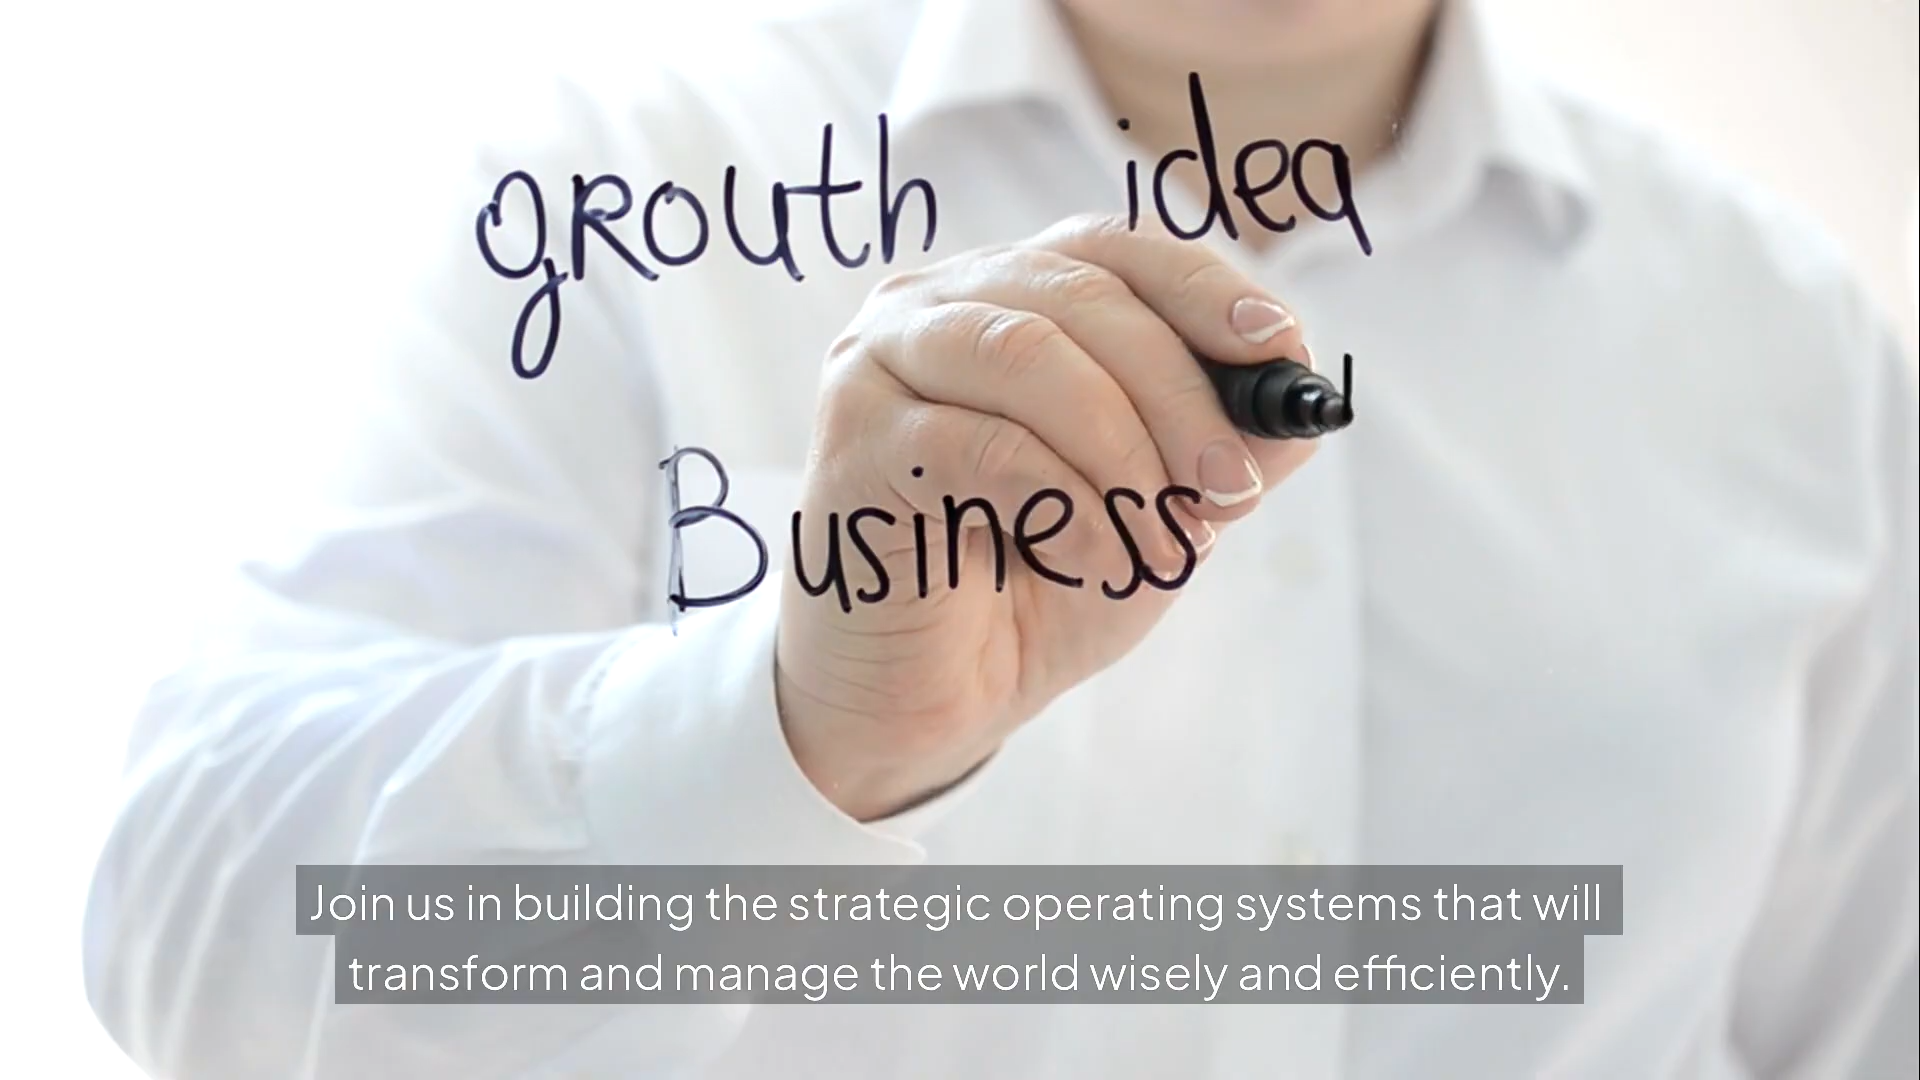 grouth idea
Business
Join us in building the strategic operating systems that will
transform and manage the world wisely and efficiently.